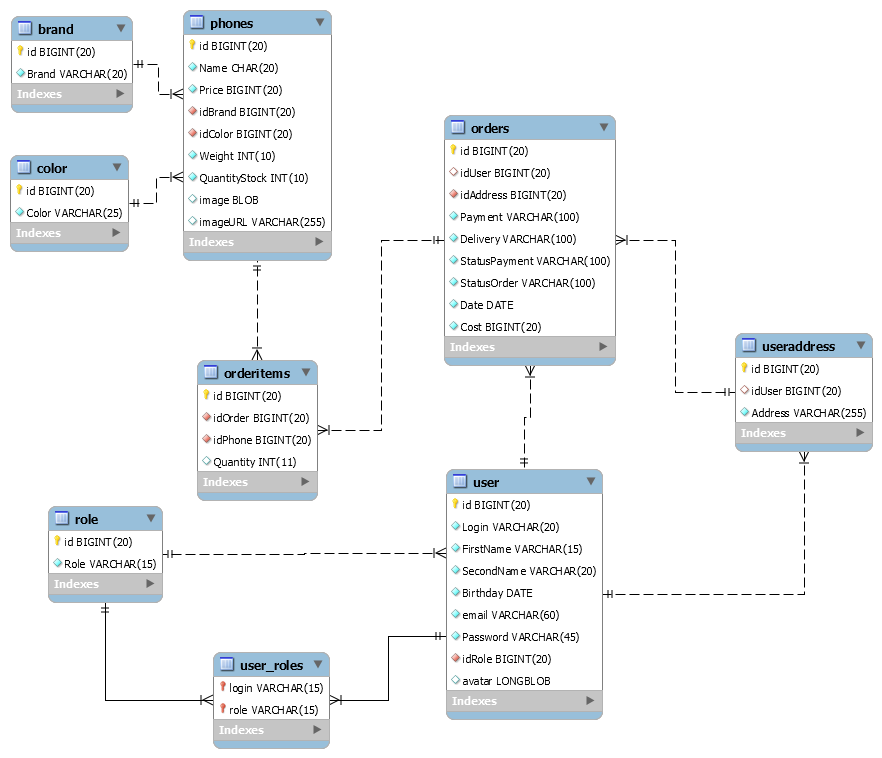 brand
id BIGINT(20)
Brand VARCHAR(20)
Indexes
phones
id BIGINT(20)
Name CHAR(20)
Price BIGINT(20)
idBrand BIGINT(20)
idColor BIGINT(20)
Weight INT(10)
QuantityStock INT(10)
image BLOB
imageURL VARCHAR(255)
Indexes
color
id BIGINT(20)
Color VARCHAR(25)
Indexes
orders
id BIGINT(20)
idUser BIGINT(20)
idAddress BIGINT(20)
Payment VARCHAR(100)
Delivery VARCHAR(100)
StatusPayment VARCHAR(100)
StatusOrder VARCHAR(100)
Date DATE
Cost BIGINT(20)
Indexes
useraddress
id BIGINT(20)
idUser BIGINT(20)
Address VARCHAR(255)
Indexes
orderitems
id BIGINT(20)
idOrder BIGINT(20)
idPhone BIGINT(20)
Quantity INT(11)
Indexes
user
id BIGINT(20)
Login VARCHAR(20)
FirstName VARCHAR(15)
SecondName VARCHAR(20)
Birthday DATE
email VARCHAR(60)
Password VARCHAR(45)
idRole BIGINT(20)
avatar LONGBLOB
Indexes
role
id BIGINT(20)
Role VARCHAR(15)
Indexes
user_roles
login VARCHAR(15)
role VARCHAR(15)
Indexes